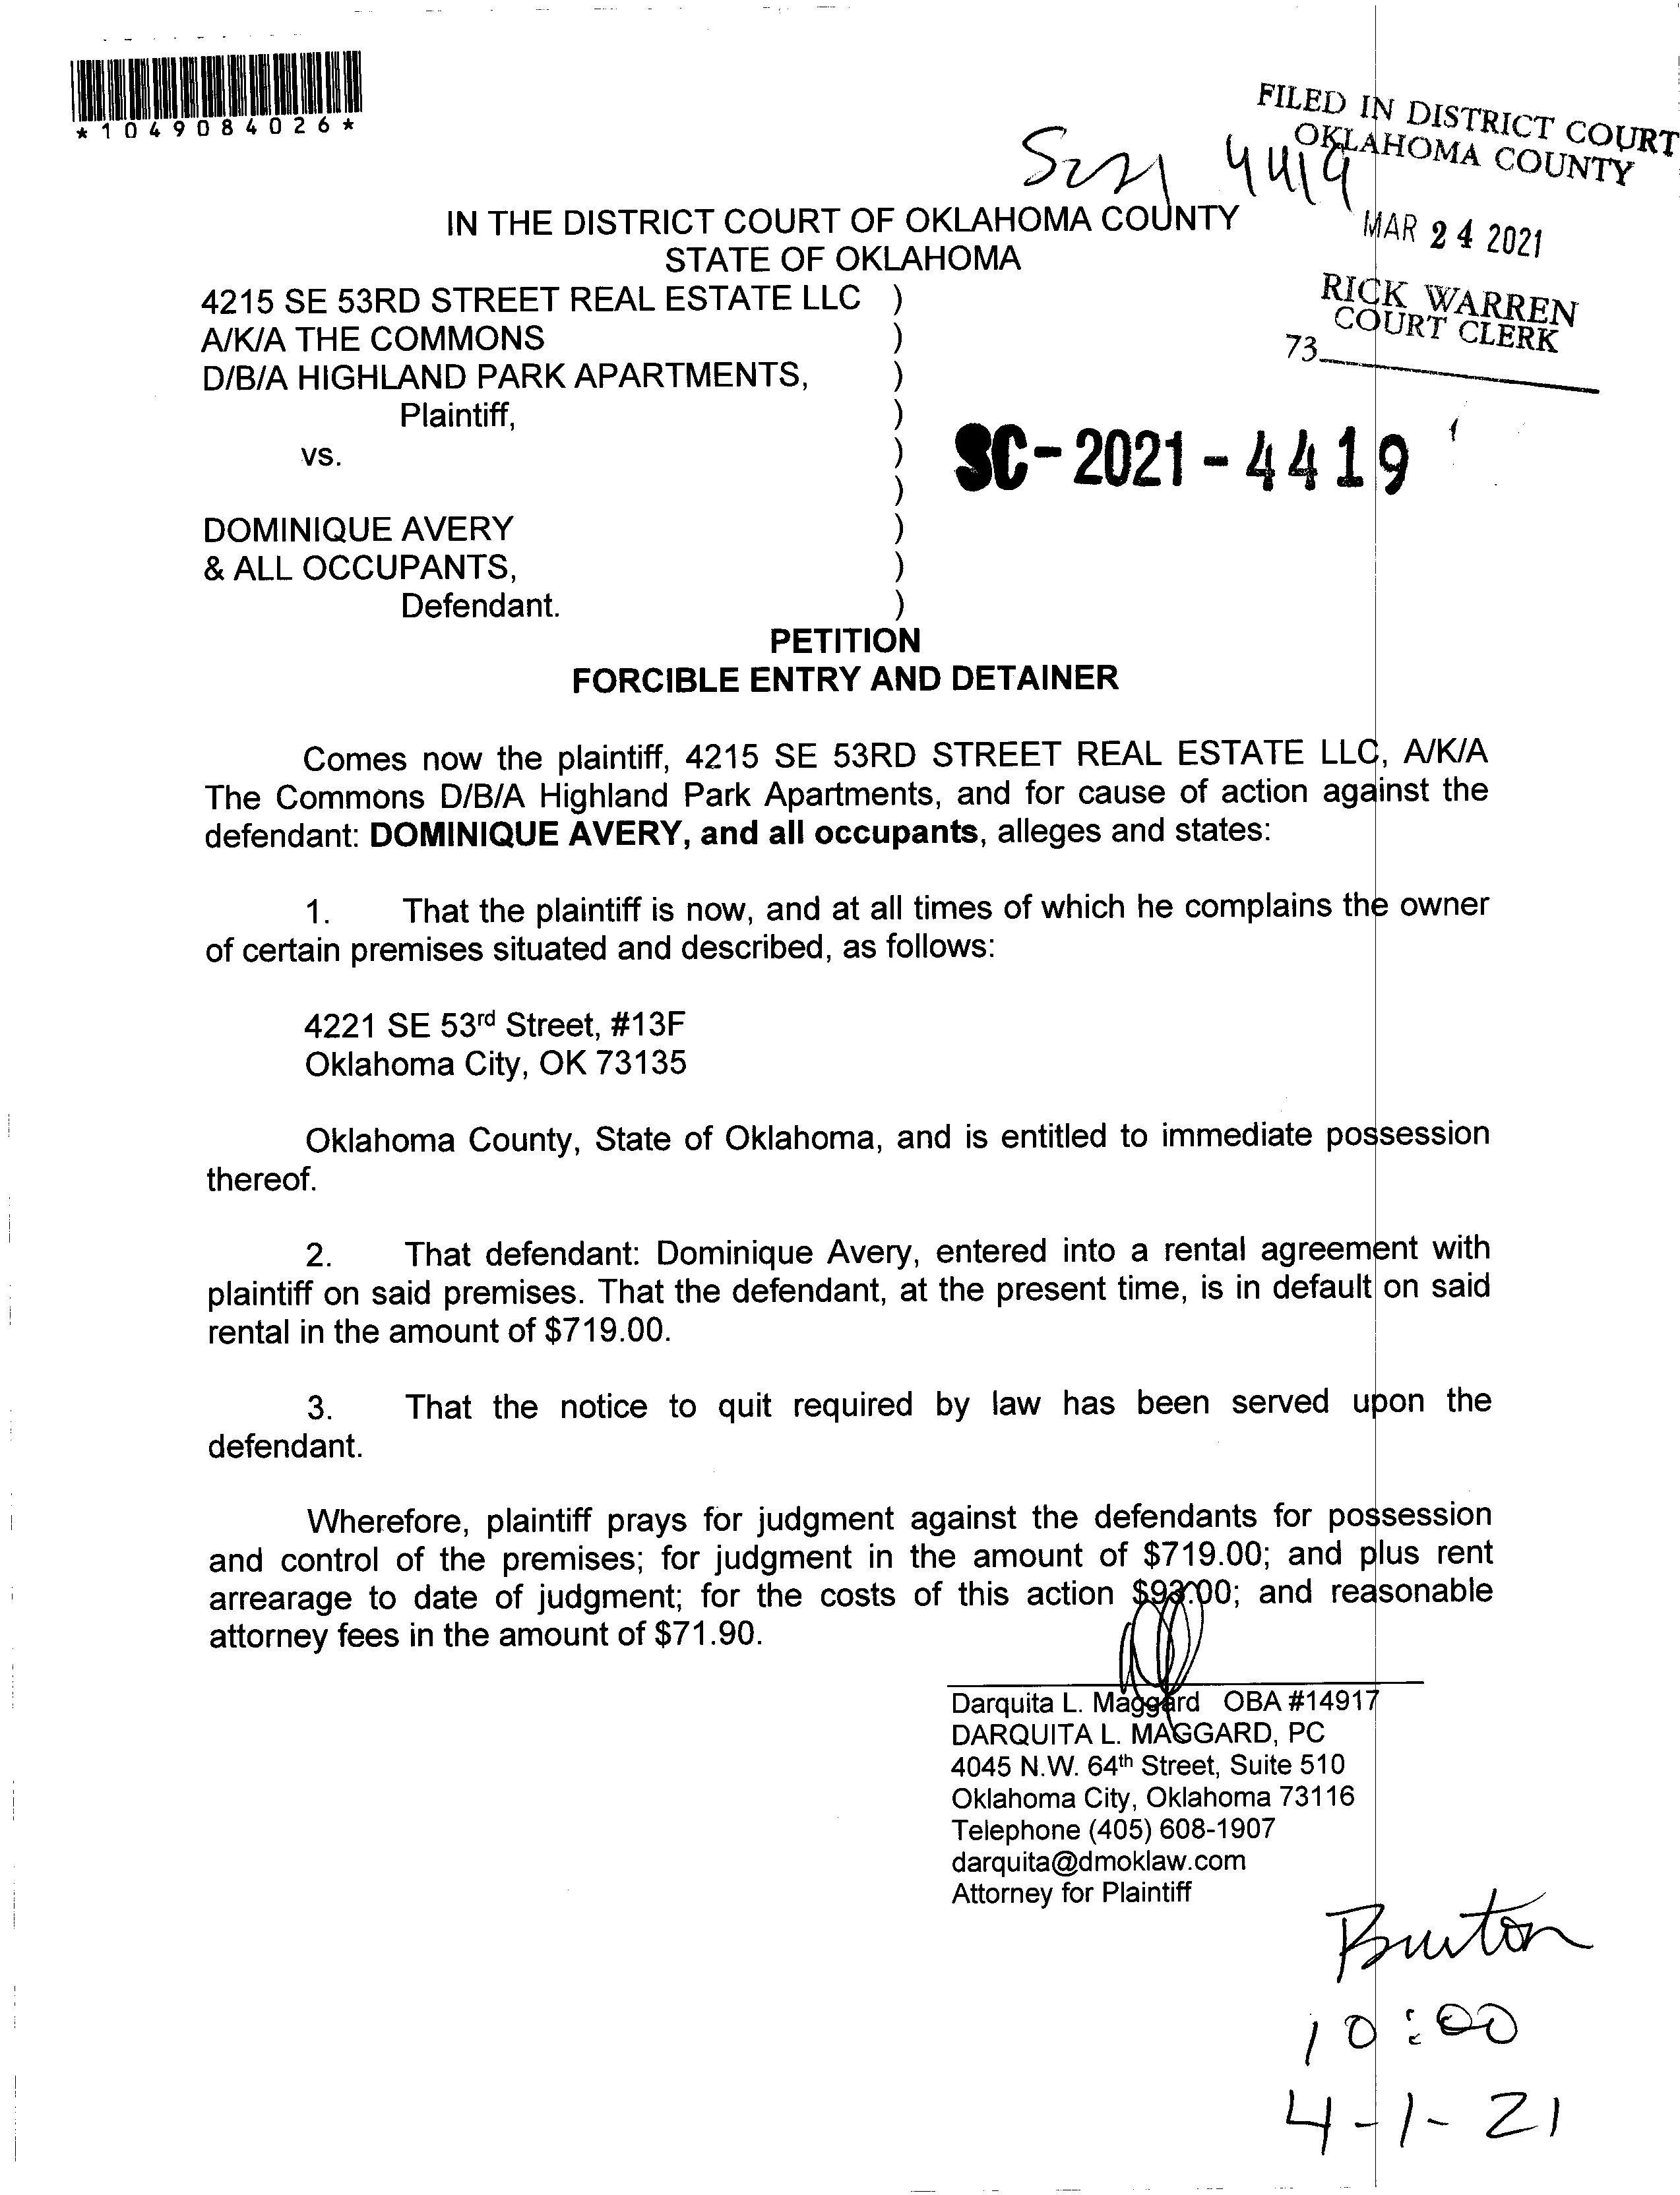 *1049084026*
FILED IN DISTRICT COURT
OKLAHOMA COUNTY
4419
MAR 24 2021
RICK WARREN
COURT CLERK
73
IN THE DISTRICT COURT OF OKLAHOMA COUNTY
STATE OF OKLAHOMA
4215 SE 53RD STREET REAL ESTATE LLC )
A/K/A THE COMMONS )
D/B/A HIGHLAND PARK APARTMENTS, )
Plaintiff, )
vs. )
)
DOMINIQUE AVERY )
& ALL OCCUPANTS, )
Defendant. )
SC-2021-4419
PETITION
FORCIBLE ENTRY AND DETAINER
Comes now the plaintiff, 4215 SE 53RD STREET REAL ESTATE LLC, A/K/A
The Commons D/B/A Highland Park Apartments, and for cause of action against the
defendant: DOMINIQUE AVERY, and all occupants, alleges and states:
1. That the plaintiff is now, and at all times of which he complains the owner
of certain premises situated and described, as follows:
4221 SE 53rd Street, #13F
Oklahoma City, OK 73135
Oklahoma County, State of Oklahoma, and is entitled to immediate possession
thereof.
2. That defendant: Dominique Avery, entered into a rental agreement with
plaintiff on said premises. That the defendant, at the present time, is in default on said
rental in the amount of $719.00.
3. That the notice to quit required by law has been served upon the
defendant.
Wherefore, plaintiff prays for judgment against the defendants for possession
and control of the premises; for judgment in the amount of $719.00; and plus rent
arrearage to date of judgment; for the costs of this action $93.00; and reasonable
attorney fees in the amount of $71.90.
Darquita L. Maggard OBA #14917
DARQUITA L. MAGGARD, PC
4045 N.W. 64th Street, Suite 510
Oklahoma City, Oklahoma 73116
Telephone (405) 608-1907
darquita@dmoklaw.com
Attorney for Plaintiff
Burton
10:00
4-1-21